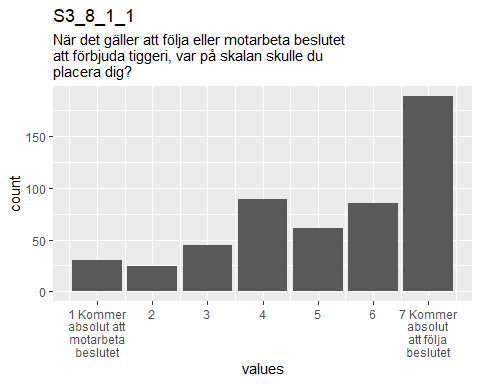 S3_8_1_1
När det gäller att följa eller motarbeta beslutet
att förbjuda tiggeri, var på skalan skulle du
placera dig?
count
150
100
50
0
1 Kommer
absolut att
motarbeta
beslutet
2
3
4
5
6
7 Kommer
absolut
att följa
beslutet
values